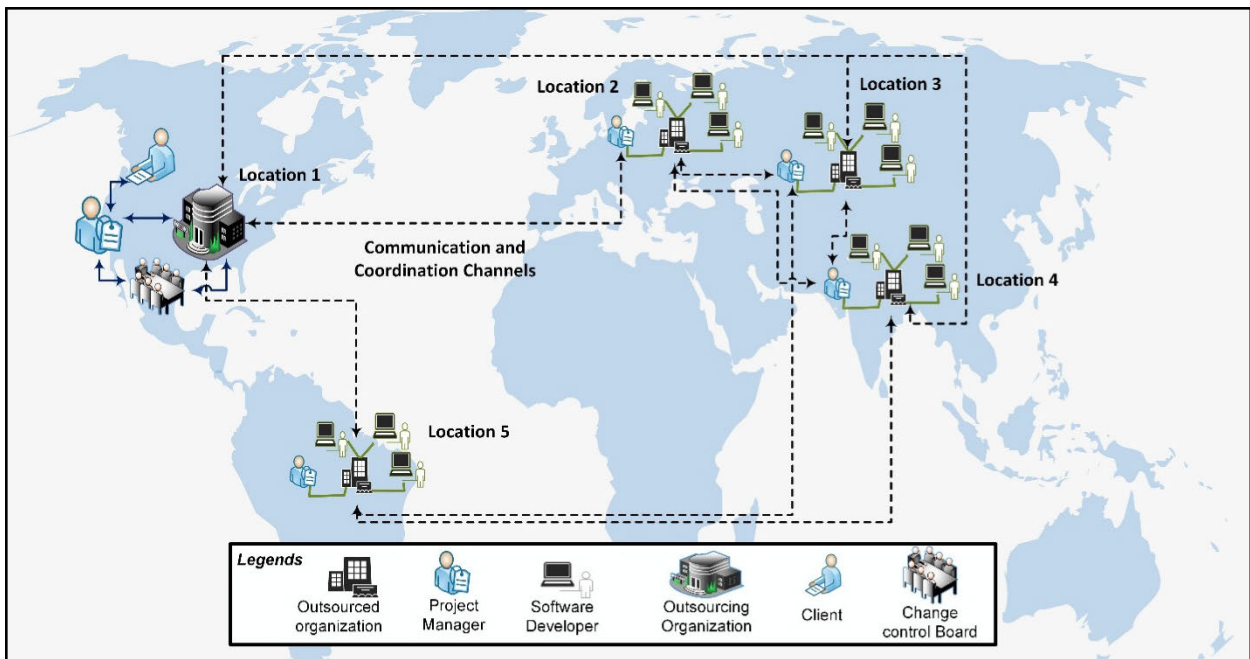 Location 2
Location 3
Location 1
Communication and
Coordination Channels
Location 4
Location 5
Legends
Outsourced
organization
Project
Manager
Software
Developer
Outsourcing
Organization
Client
Change
control Board